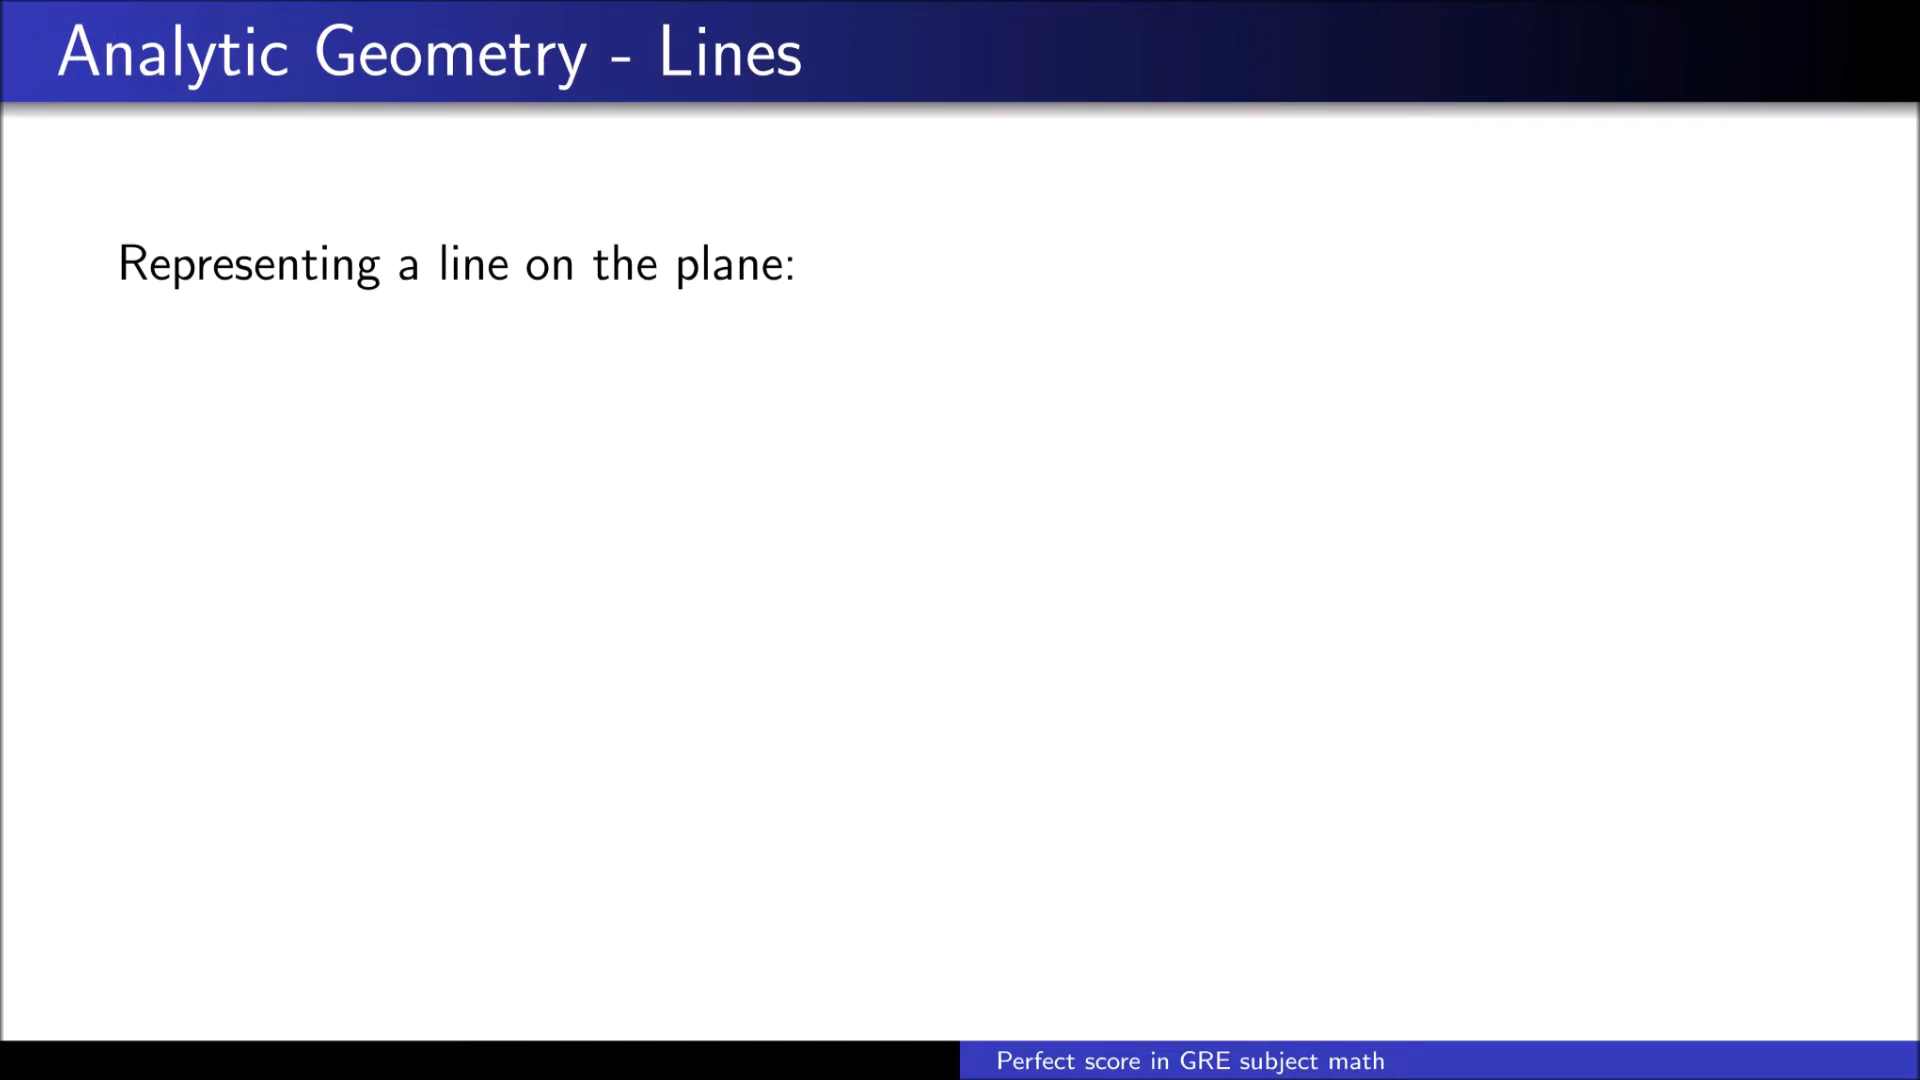 Analytic Geometry - Lines
Representing a line on the plane:
Perfect score in GRE subject math